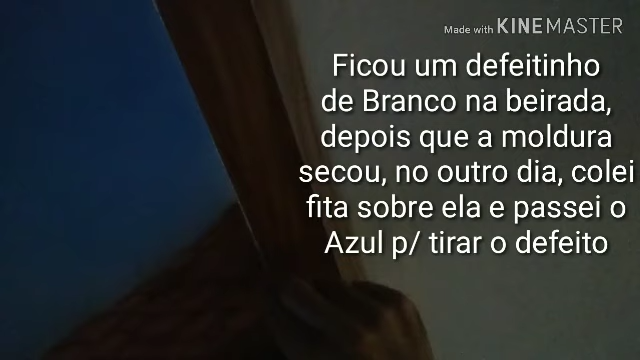 Made with KINEMASTER
Ficou um defeitinho
de Branco na beirada,
depois que a moldura
secou, no outro dia, colei
fita sobre ela e passei o
Azul p/ tirar o defeito